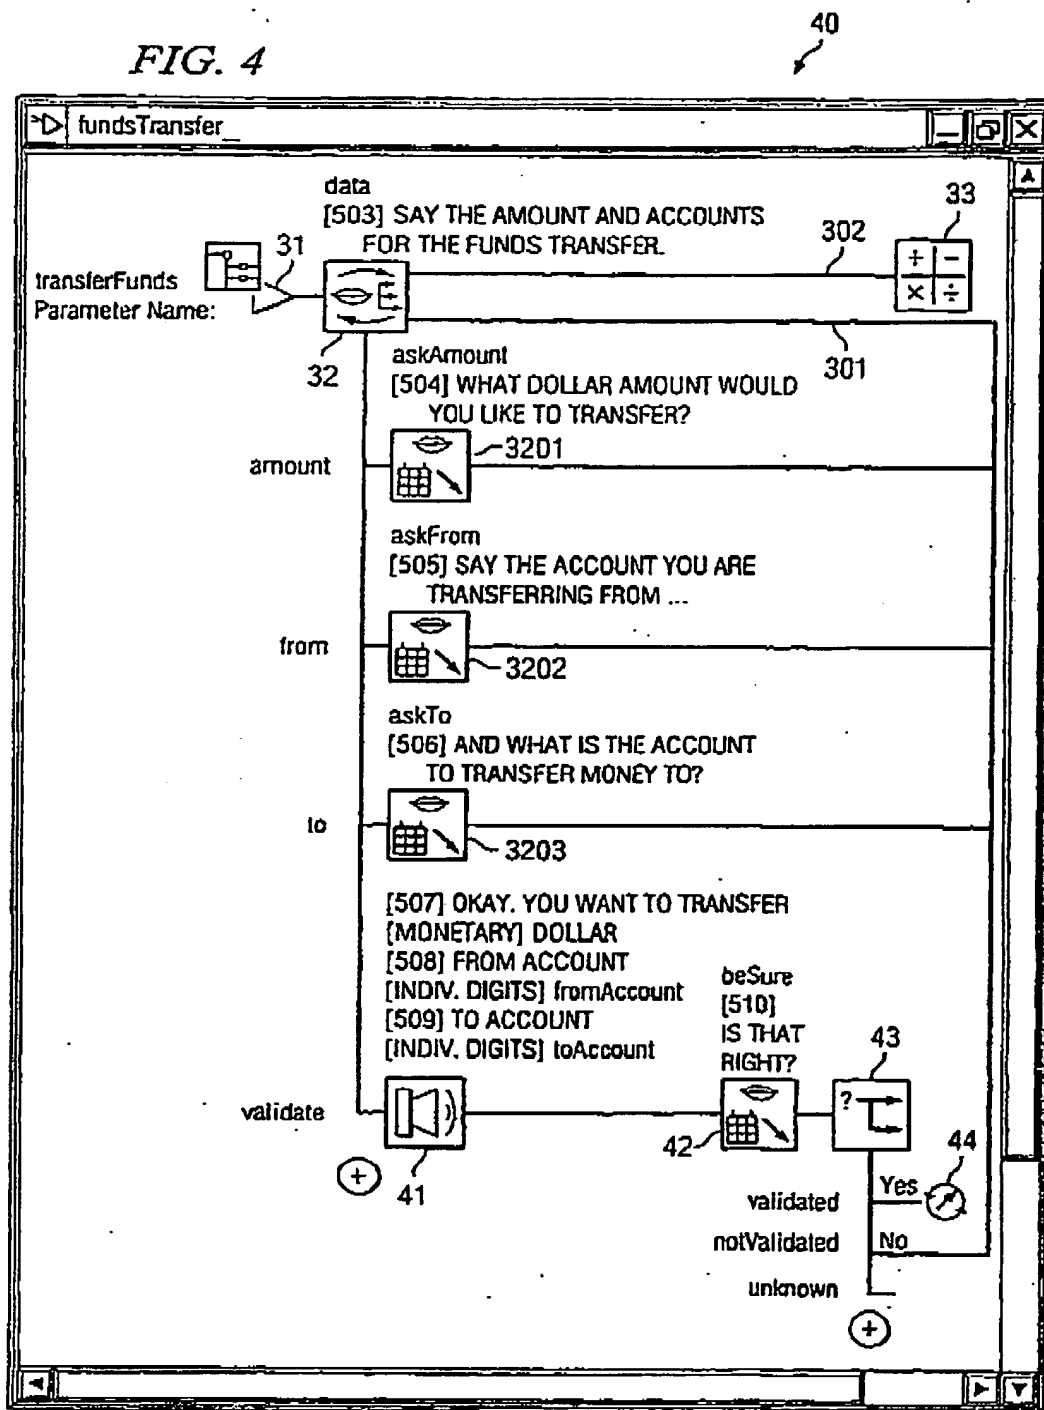 FIG. 4
40
fundsTransfer_
data
[503] SAY THE AMOUNT AND ACCOUNTS
FOR THE FUNDS TRANSFER.
33
302
31
transferFunds
Parameter Name:
+ −
× ÷
32
301
askAmount
[504] WHAT DOLLAR AMOUNT WOULD
YOU LIKE TO TRANSFER?
3201
amount
askFrom
[505] SAY THE ACCOUNT YOU ARE
TRANSFERRING FROM ...
from
3202
askTo
[506] AND WHAT IS THE ACCOUNT
TO TRANSFER MONEY TO?
to
3203
[507] OKAY. YOU WANT TO TRANSFER
[MONETARY] DOLLAR
[508] FROM ACCOUNT
[INDIV. DIGITS] fromAccount
[509] TO ACCOUNT
[INDIV. DIGITS] toAccount
beSure
[510]
IS THAT
RIGHT?
43
?
validate
42
41
+
44
validated
Yes
notValidated
No
unknown
+